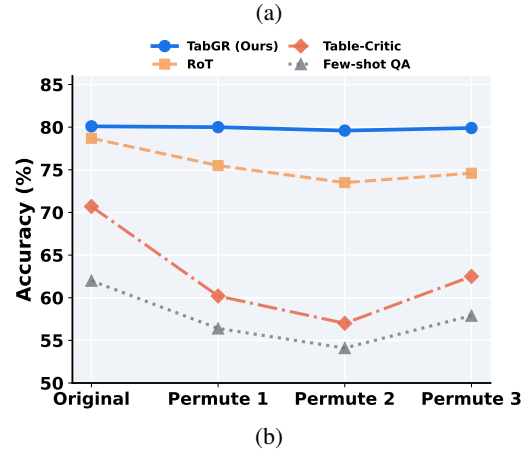 (a)
TabGR (Ours) Table-Critic
RoT Few-shot QA
85
80
75
70
65
60
55
50
Accuracy (%)
Original Permute 1 Permute 2 Permute 3
(b)